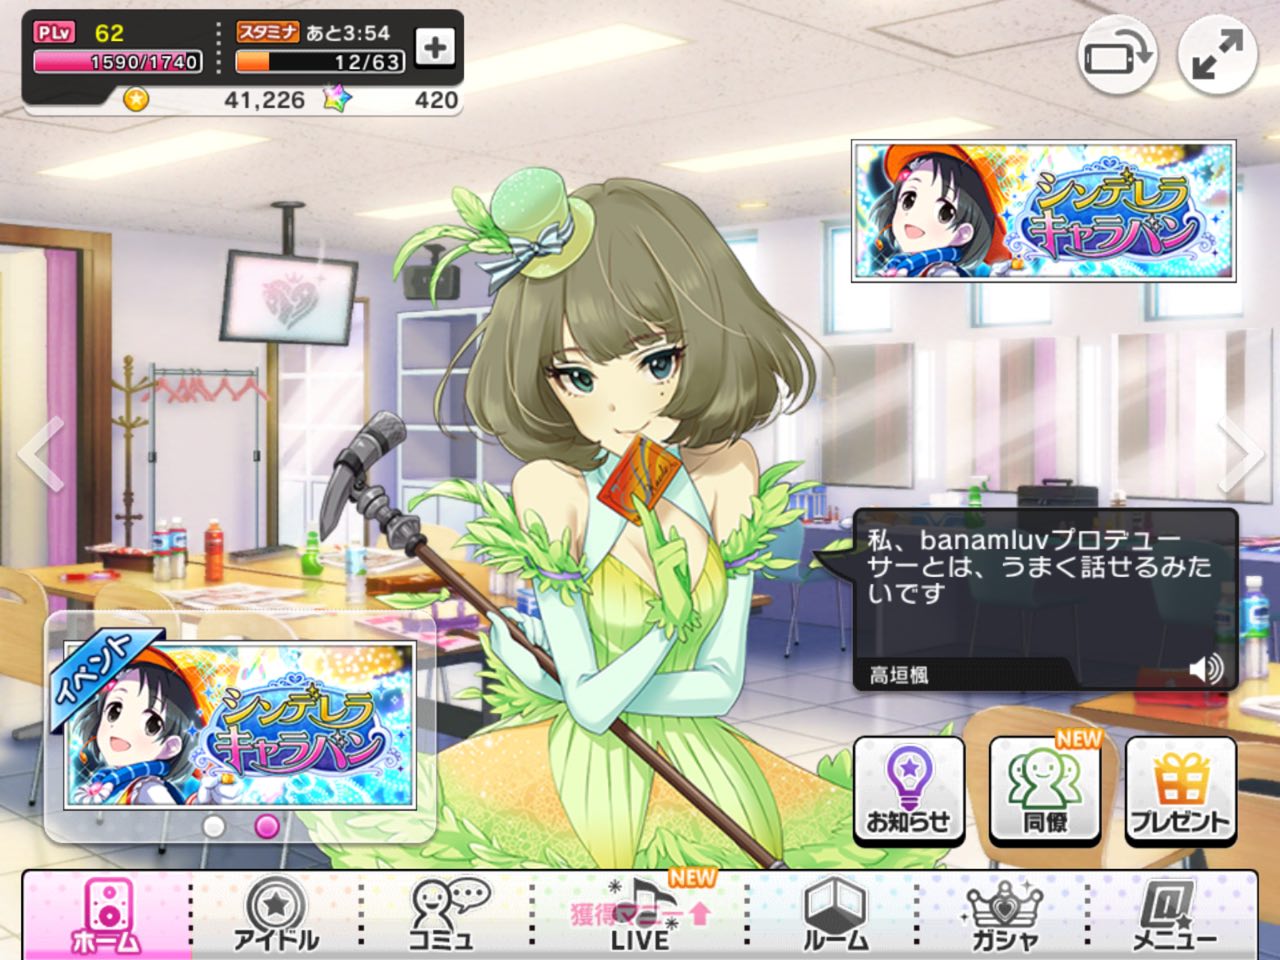 PLv 62
1590/1740
スタミナ あと3:54
12/63
41,226
420
シンデレラ
キャラバン
私、banamluvプロデュー
サーとは、うまく話せるみた
いです
高垣楓
イベント
シンデレラ
キャラバン
お知らせ
NEW
同僚
プレゼント
ホーム
アイドル
コミュ
NEW
獲得マニー
LIVE
ルーム
ガシャ
メニュー